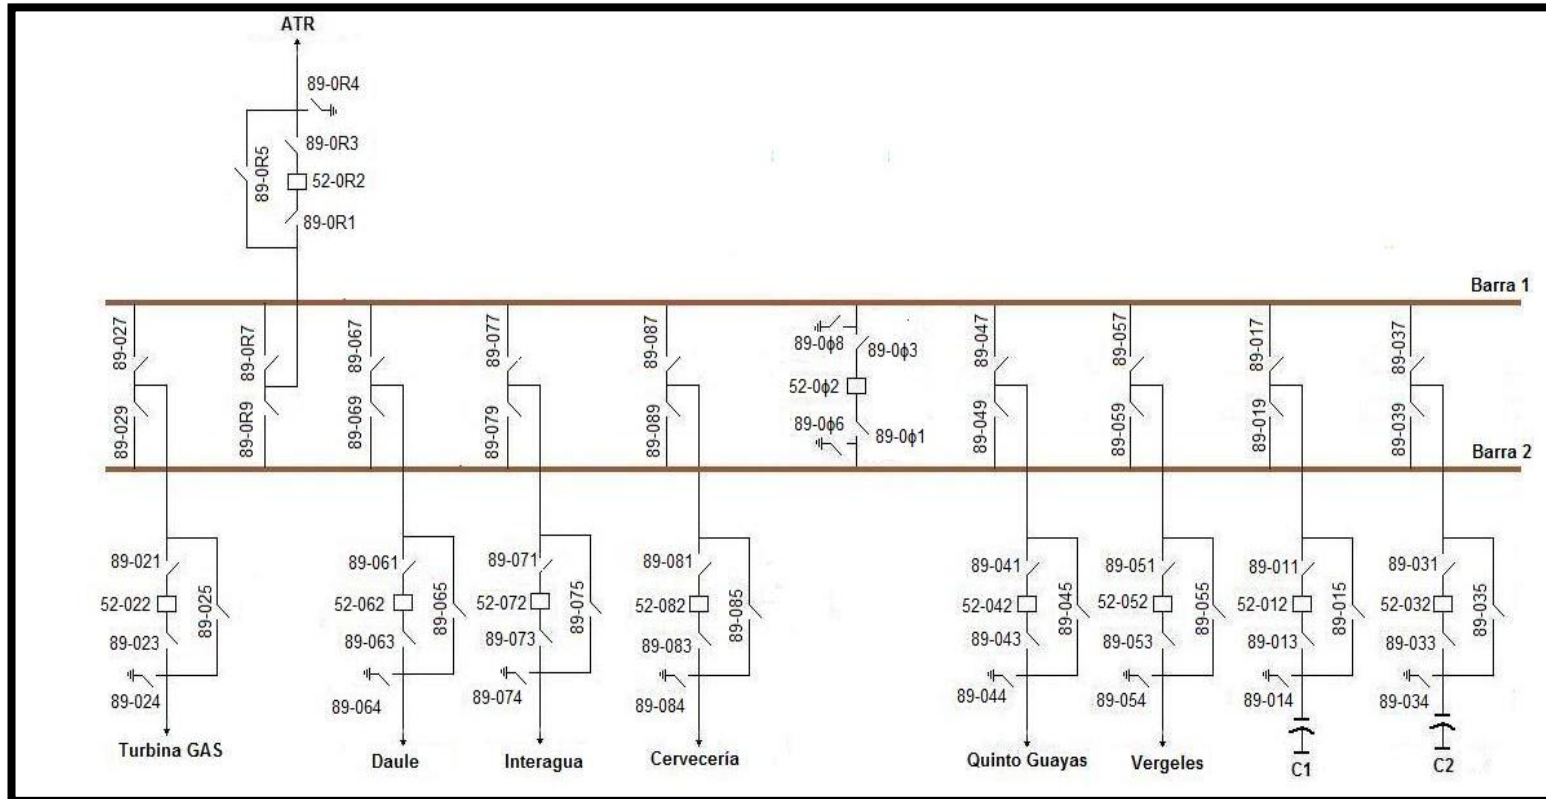 ATR
89-0R4
89-0R3
89-0R5
52-0R2
89-0R1
Barra 1
89-027
89-0R7
89-067
89-077
89-087
89-0ϕ8
89-0ϕ3
89-047
89-057
89-017
89-037
52-0ϕ2
89-029
89-0R9
89-069
89-079
89-089
89-0ϕ6
89-0ϕ1
89-049
89-059
89-019
89-039
Barra 2
89-021
89-061
89-071
89-081
89-041
89-051
89-011
89-031
52-022
89-025
52-062
89-065
52-072
89-075
52-082
89-085
52-042
89-045
52-052
89-055
52-012
89-015
52-032
89-035
89-023
89-063
89-073
89-083
89-043
89-053
89-013
89-033
89-024
89-064
89-074
89-084
89-044
89-054
89-014
89-034
Turbina GAS
Daule
Interagua
Cervecería
Quinto Guayas
Vergeles
C1
C2